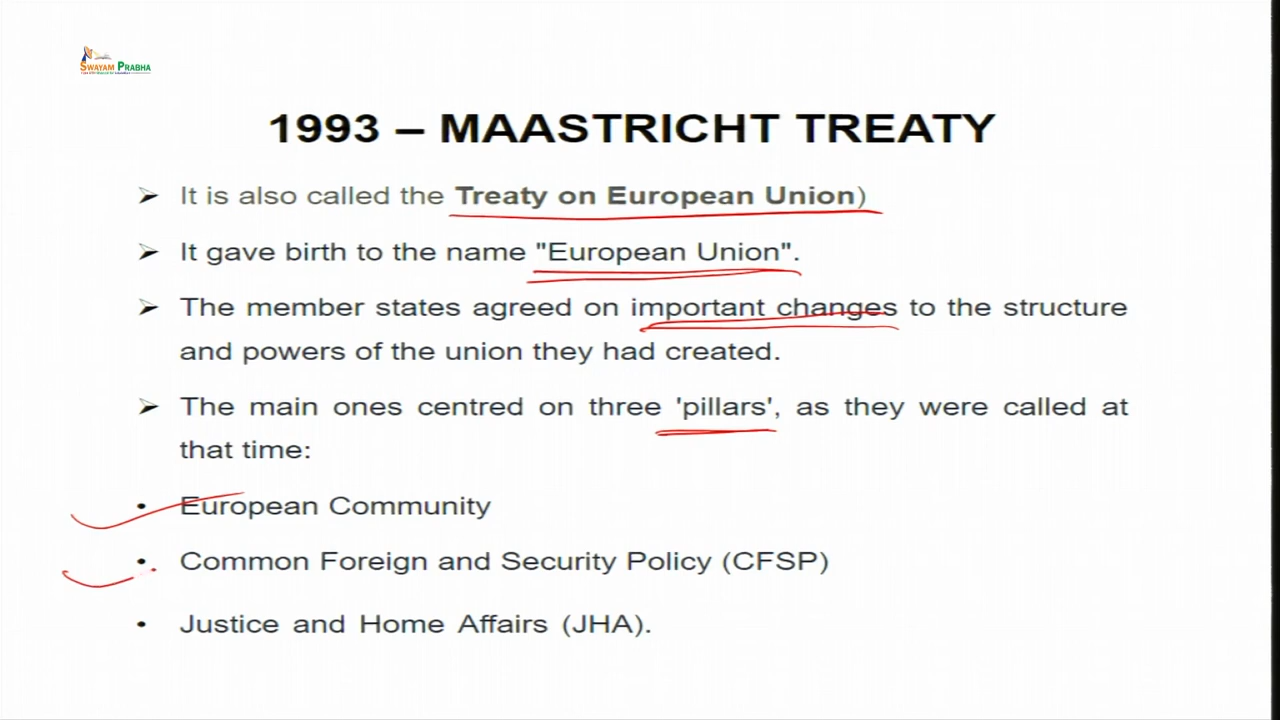 SWAYAM PRABHA
1993 – MAASTRICHT TREATY
➢ It is also called the Treaty on European Union)
➢ It gave birth to the name "European Union".
➢ The member states agreed on important changes to the structure
and powers of the union they had created.
➢ The main ones centred on three 'pillars', as they were called at
that time:
• European Community
• Common Foreign and Security Policy (CFSP)
• Justice and Home Affairs (JHA).